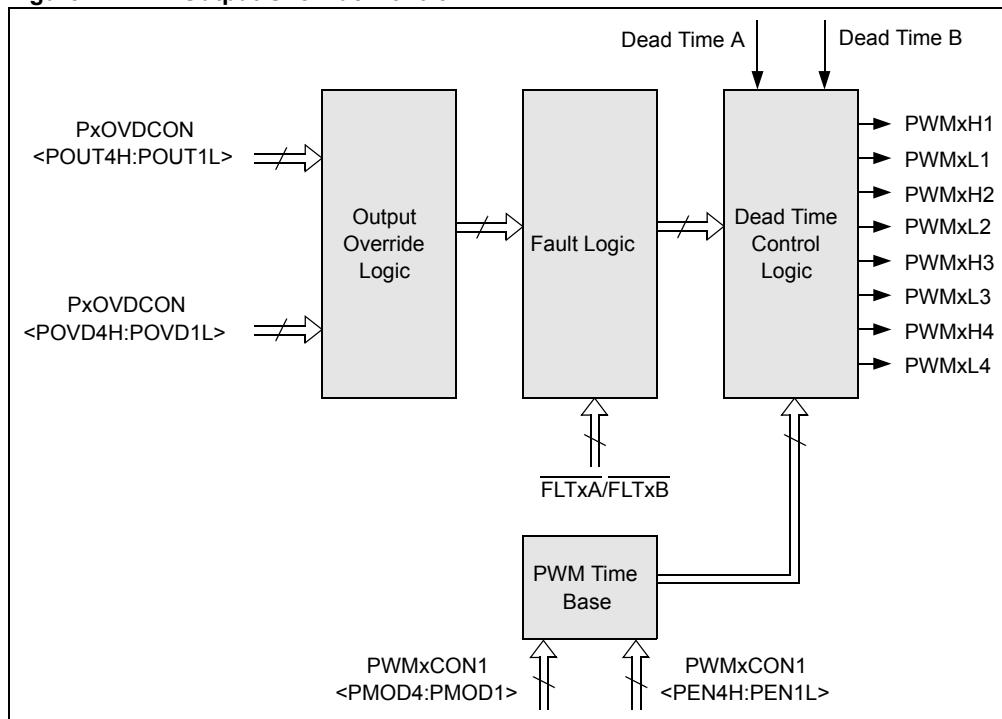 Dead Time A
Dead Time B
PxOVDCON
<POUT4H:POUT1L>
PxOVDCON
<POVD4H:POVD1L>
Output
Override
Logic
Fault Logic
Dead Time
Control
Logic
PWMxH1
PWMxL1
PWMxH2
PWMxL2
PWMxH3
PWMxL3
PWMxH4
PWMxL4
FLTxA/FLTxB
PWM Time
Base
PWMxCON1
<PMOD4:PMOD1>
PWMxCON1
<PEN4H:PEN1L>